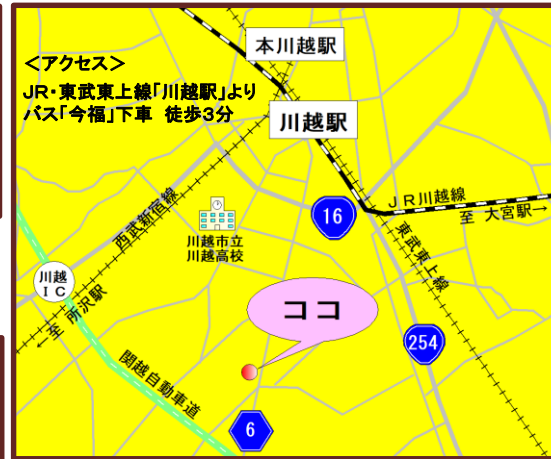 本川越駅
<アクセス>
JR・東武東上線「川越駅」より
バス「今福」下車 徒歩3分
川越駅
JR川越線
至 大宮駅→
16
西武新宿線
川越市立
川越高校
東武東上線
川越
IC
←至 所沢駅
ココ
254
関越自動車道
6